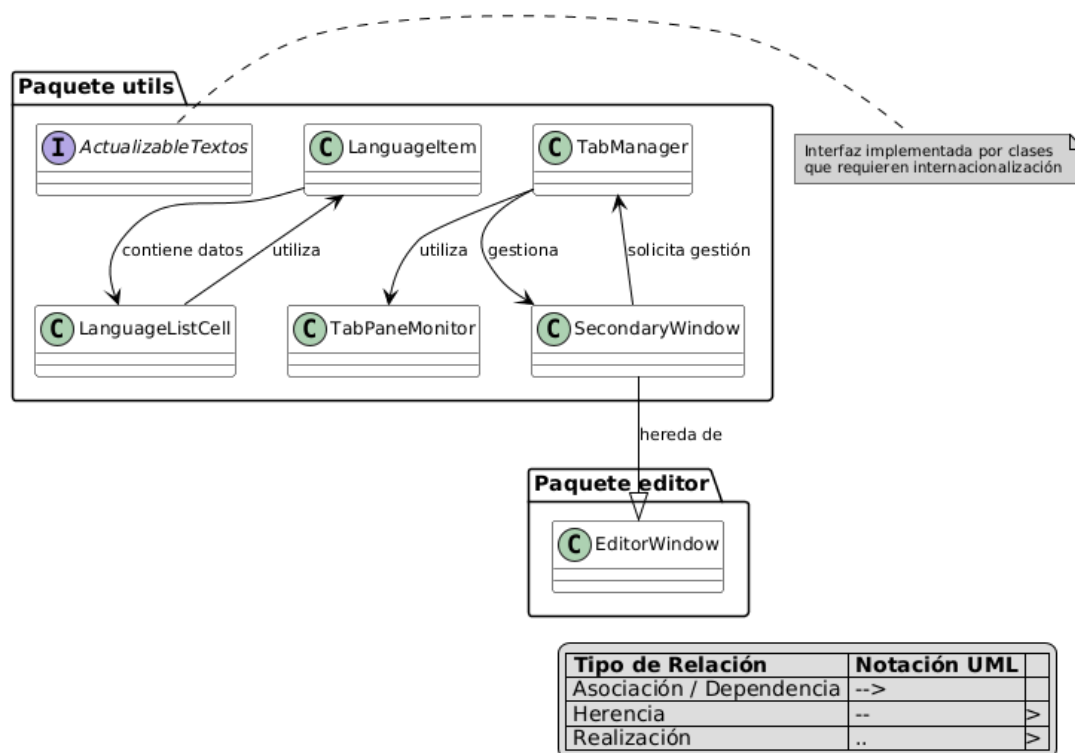 Paquete utils
I ActualizableTextos
C LanguageItem
C TabManager
Interfaz implementada por clases
que requieren internacionalización
contiene datos
utiliza
utiliza
gestiona
solicita gestión
C LanguageListCell
C TabPaneMonitor
C SecondaryWindow
hereda de
Paquete editor
C EditorWindow
Tipo de Relación Notación UML
Asociación / Dependencia -->
Herencia -- >
Realización .. >